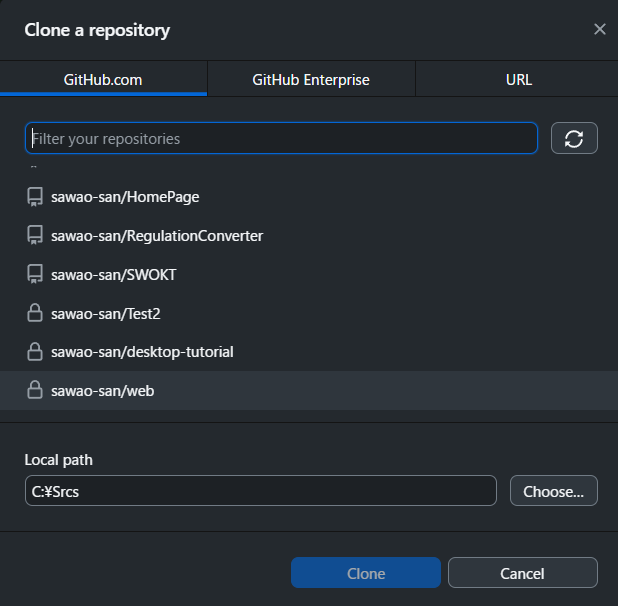 Clone a repository
GitHub.com GitHub Enterprise URL
Filter your repositories
sawao-san/HomePage
sawao-san/RegulationConverter
sawao-san/SWOKT
sawao-san/Test2
sawao-san/desktop-tutorial
sawao-san/web
Local path
C:¥Srcs Choose...
Clone Cancel